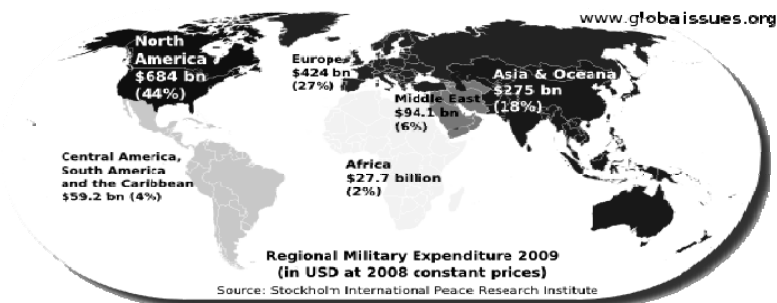 www.globaissues.org
North
America
$684 bn
(44%)
Europe
$424 bn
(27%)
Asia & Oceana
$275 bn
(18%)
Middle East
$94.1 bn
(6%)
Central America,
South America
and the Caribbean
$59.2 bn (4%)
Africa
$27.7 billion
(2%)
Regional Military Expenditure 2009
(in USD at 2008 constant prices)
Source: Stockholm International Peace Research Institute